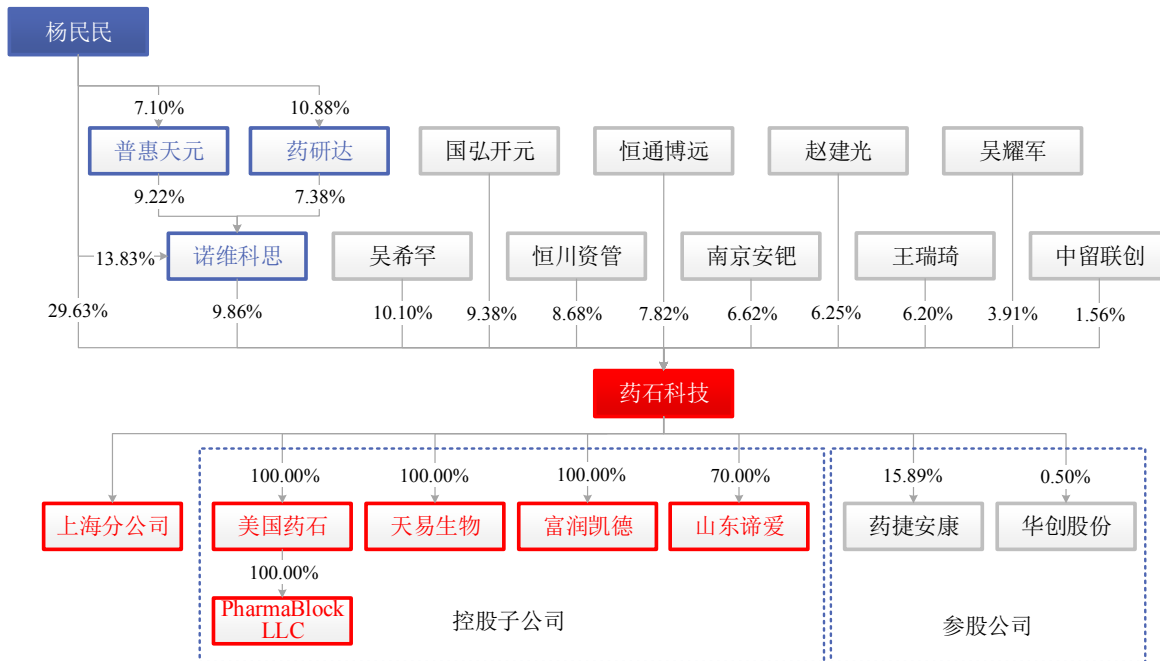 杨民民
7.10%
10.88%
普惠天元
药研达
国弘开元
恒通博远
赵建光
吴耀军
9.22%
7.38%
13.83%
诺维科思
吴希罕
恒川资管
南京安钯
王瑞琦
中留联创
29.63%
9.86%
10.10%
9.38%
8.68%
7.82%
6.62%
6.25%
6.20%
3.91%
1.56%
药石科技
100.00%
100.00%
100.00%
70.00%
15.89%
0.50%
上海分公司
美国药石
天易生物
富润凯德
山东谛爱
药捷安康
华创股份
100.00%
PharmaBlock
LLC
控股子公司
参股公司